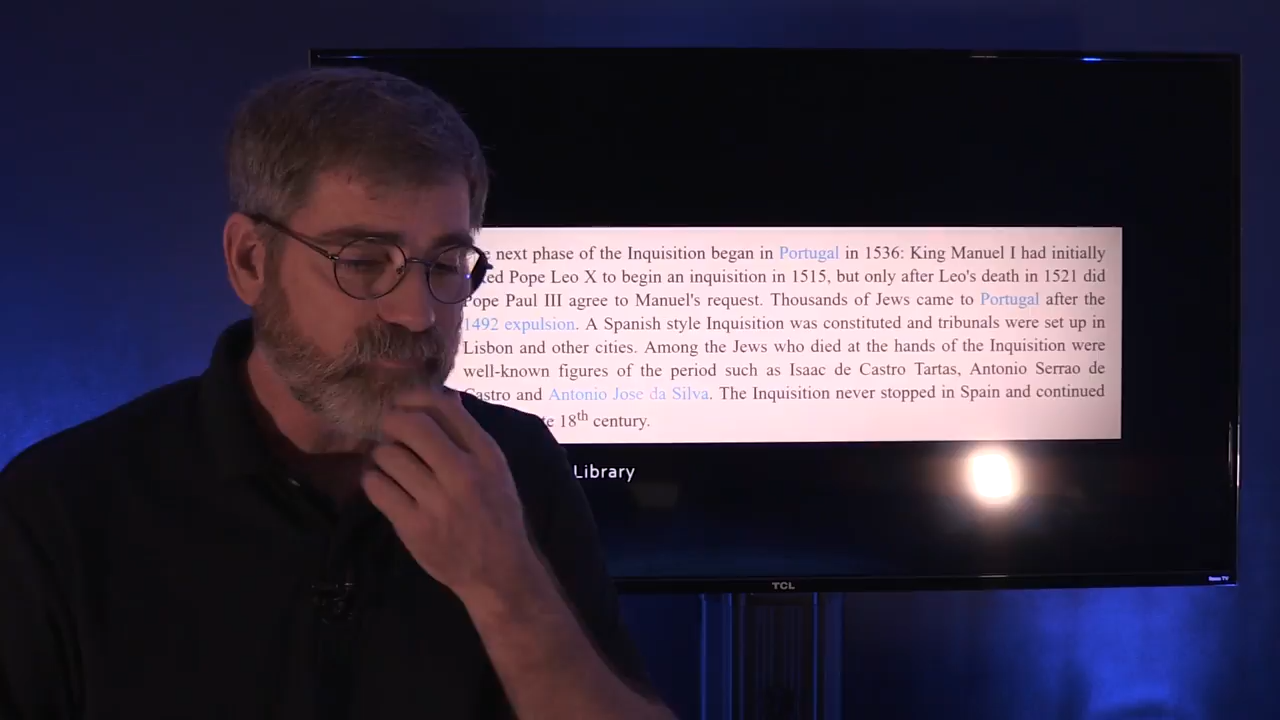 next phase of the Inquisition began in Portugal in 1536: King Manuel I had initially
Pope Leo X to begin an inquisition in 1515, but only after Leo's death in 1521 did
Pope Paul III agree to Manuel's request. Thousands of Jews came to Portugal after the
1492 expulsion. A Spanish style Inquisition was constituted and tribunals were set up in
Lisbon and other cities. Among the Jews who died at the hands of the Inquisition were
well-known figures of the period such as Isaac de Castro Tartas, Antonio Serrao de
Castro and Antonio Jose da Silva. The Inquisition never stopped in Spain and continued
18th century.
Library
TCL
Roku TV